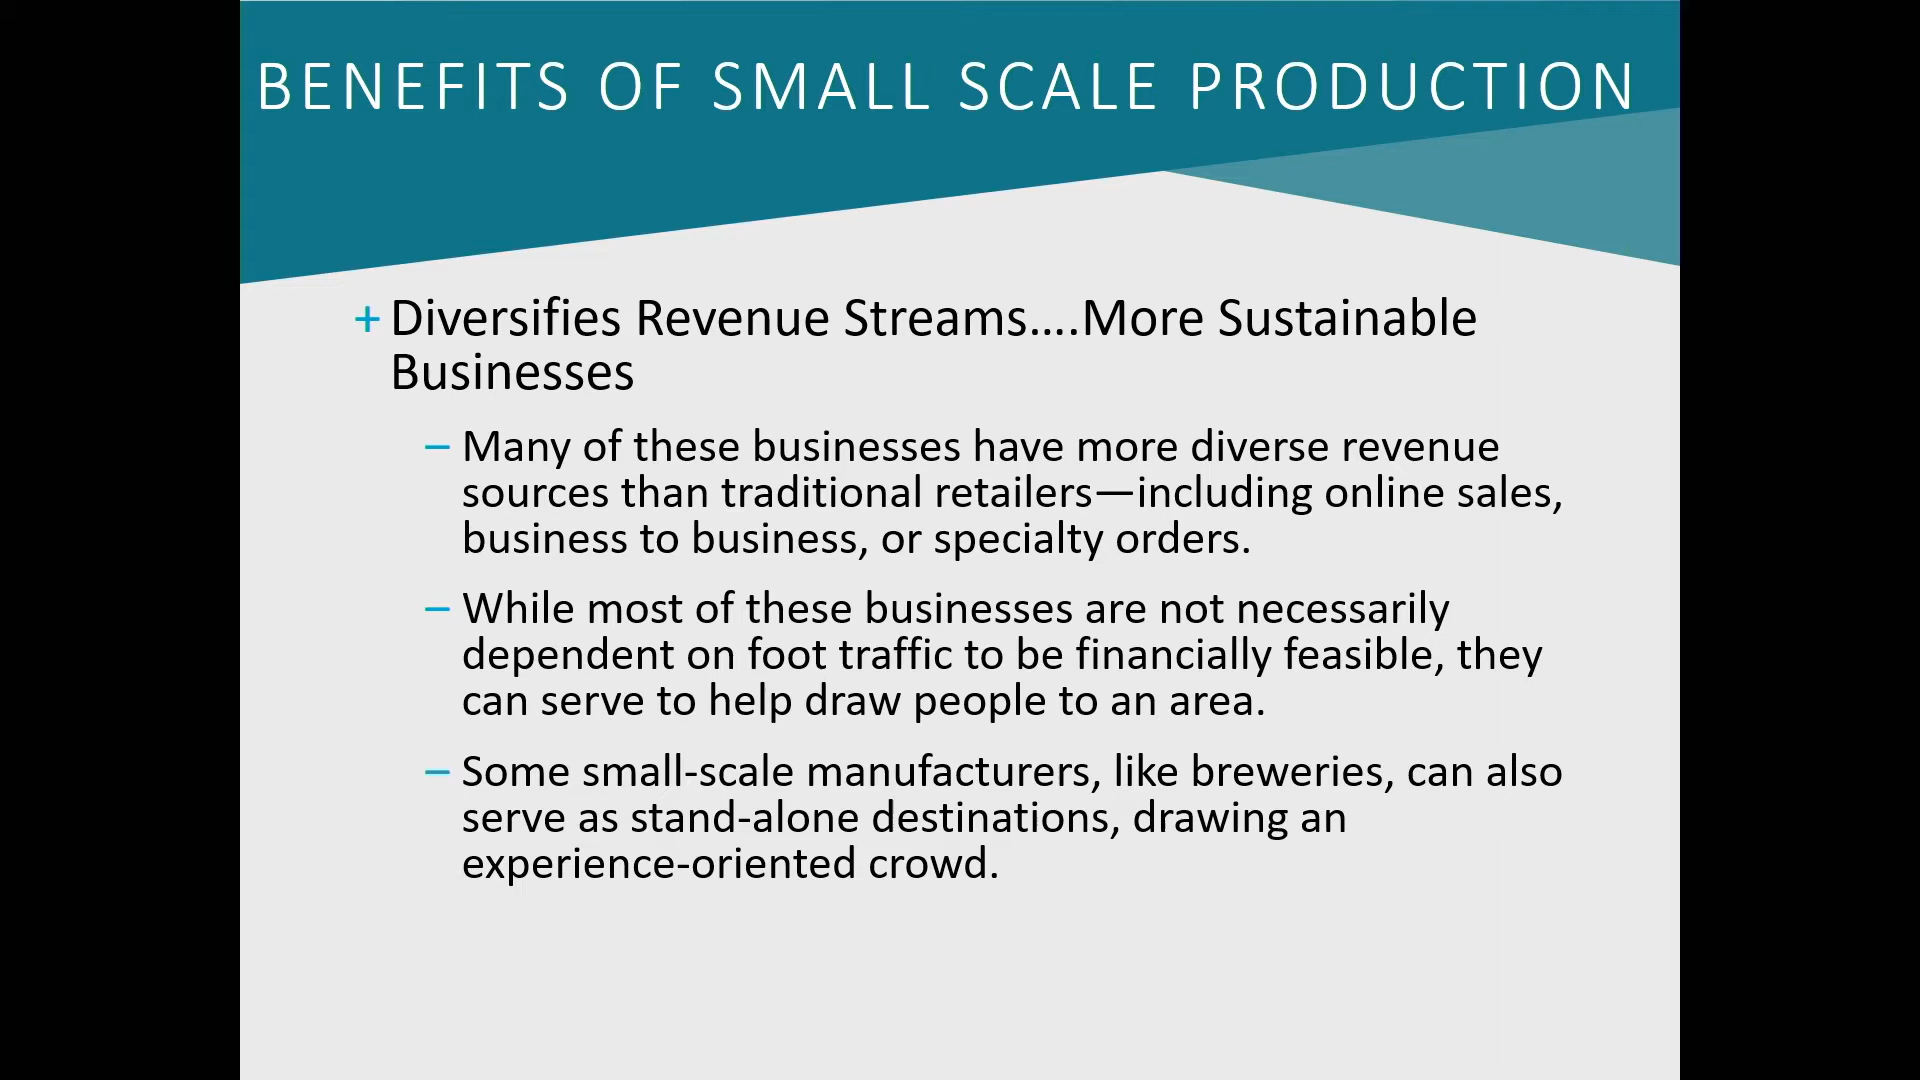 BENEFITS OF SMALL SCALE PRODUCTION
+ Diversifies Revenue Streams….More Sustainable
Businesses
– Many of these businesses have more diverse revenue
sources than traditional retailers—including online sales,
business to business, or specialty orders.
– While most of these businesses are not necessarily
dependent on foot traffic to be financially feasible, they
can serve to help draw people to an area.
– Some small-scale manufacturers, like breweries, can also
serve as stand-alone destinations, drawing an
experience-oriented crowd.